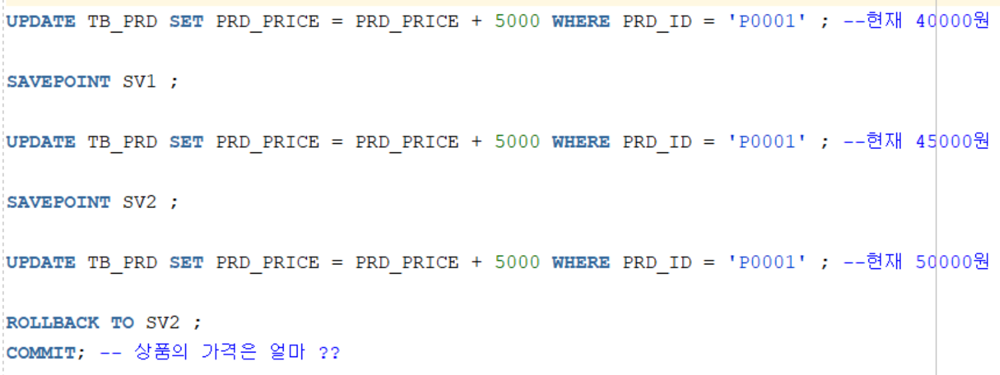 UPDATE TB_PRD SET PRD_PRICE = PRD_PRICE + 5000 WHERE PRD_ID = 'P0001' ; --현재 40000원
SAVEPOINT SV1 ;
UPDATE TB_PRD SET PRD_PRICE = PRD_PRICE + 5000 WHERE PRD_ID = 'P0001' ; --현재 45000원
SAVEPOINT SV2 ;
UPDATE TB_PRD SET PRD_PRICE = PRD_PRICE + 5000 WHERE PRD_ID = 'P0001' ; --현재 50000원
ROLLBACK TO SV2 ;
COMMIT; -- 상품의 가격은 얼마 ??